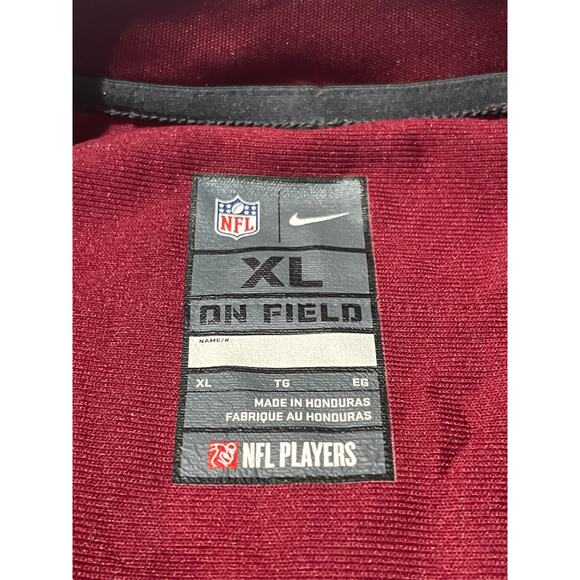 NFL
XL
ON FIELD
NAME/#
XL TG EG
MADE IN HONDURAS
FABRIQUE AU HONDURAS
NFL PLAYERS